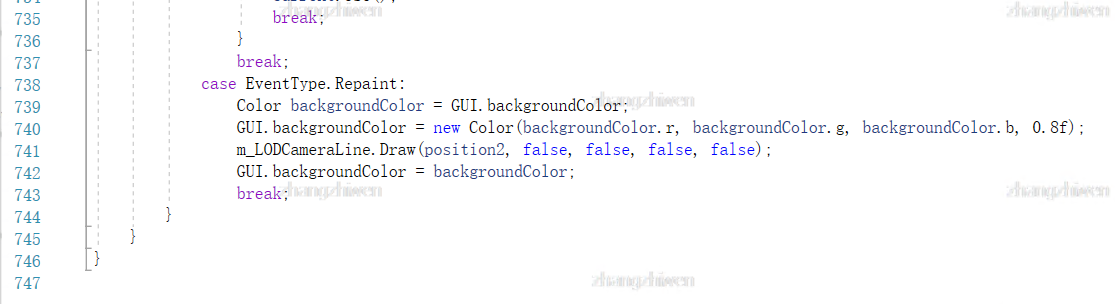 735 break;
736 }
737 break;
738 case EventType.Repaint:
739 Color backgroundColor = GUI.backgroundColor;
740 GUI.backgroundColor = new Color(backgroundColor.r, backgroundColor.g, backgroundColor.b, 0.8f);
741 m_LODCameraLine.Draw(position2, false, false, false, false);
742 GUI.backgroundColor = backgroundColor;
743 break;
744 }
745 }
746 }
747
zhangzhiwen
zhangzhiwen
zhangzhiwen
zhangzhiwen
zhangzhiwen
zhangzhiwen